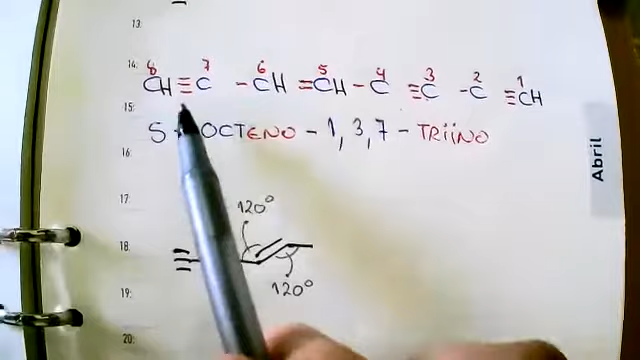 13:
14:
8 7 6 5 4 3 2 1
CH≡C-CH=CH-C≡C-C≡CH
15:
5-OCTENO-1,3,7-TRIINO
16:
Abril
17:
120°
18:
120°
19:
20: